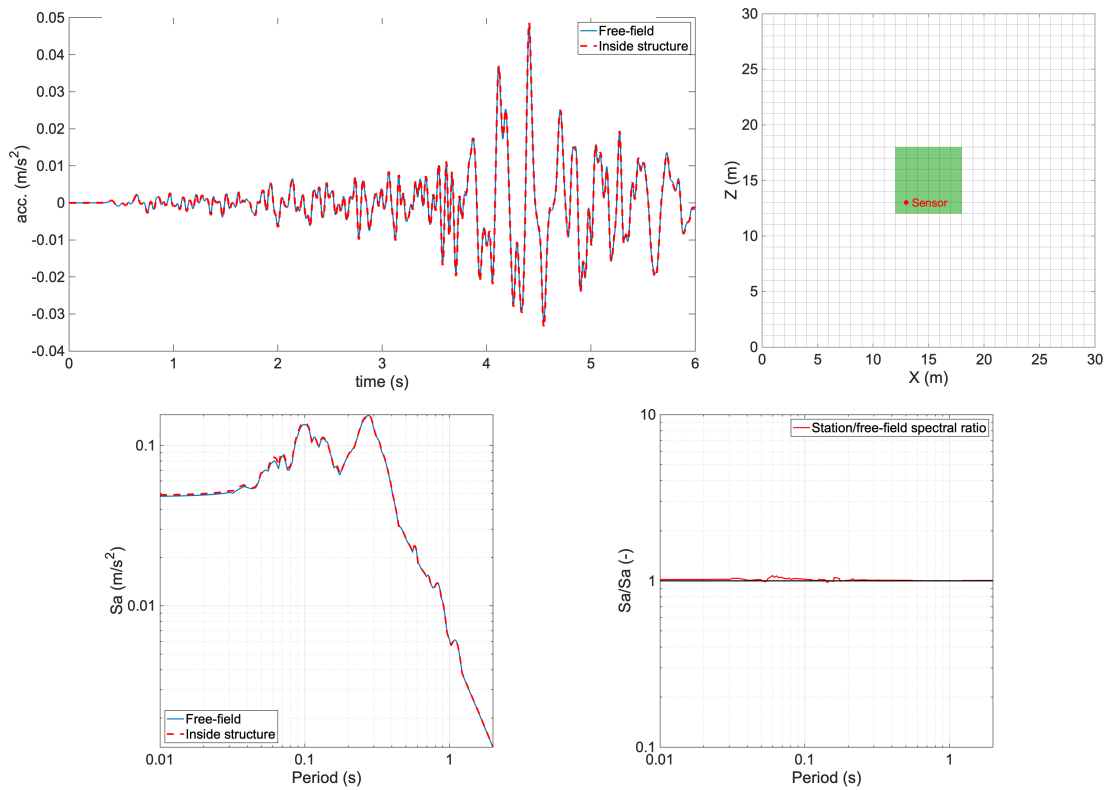 0.05
0.04
0.03
0.02
0.01
0
-0.01
-0.02
-0.03
-0.04
acc. (m/s2)
0 1 2 3 4 5 6
time (s)
Free-field
Inside structure
30
25
20
15
10
5
0
Z (m)
Sensor
0 5 10 15 20 25 30
X (m)
0.1
0.01
Sa (m/s2)
Free-field
Inside structure
0.01 0.1 1
Period (s)
10
1
0.1
Sa/Sa (-)
Station/free-field spectral ratio
0.01 0.1 1
Period (s)